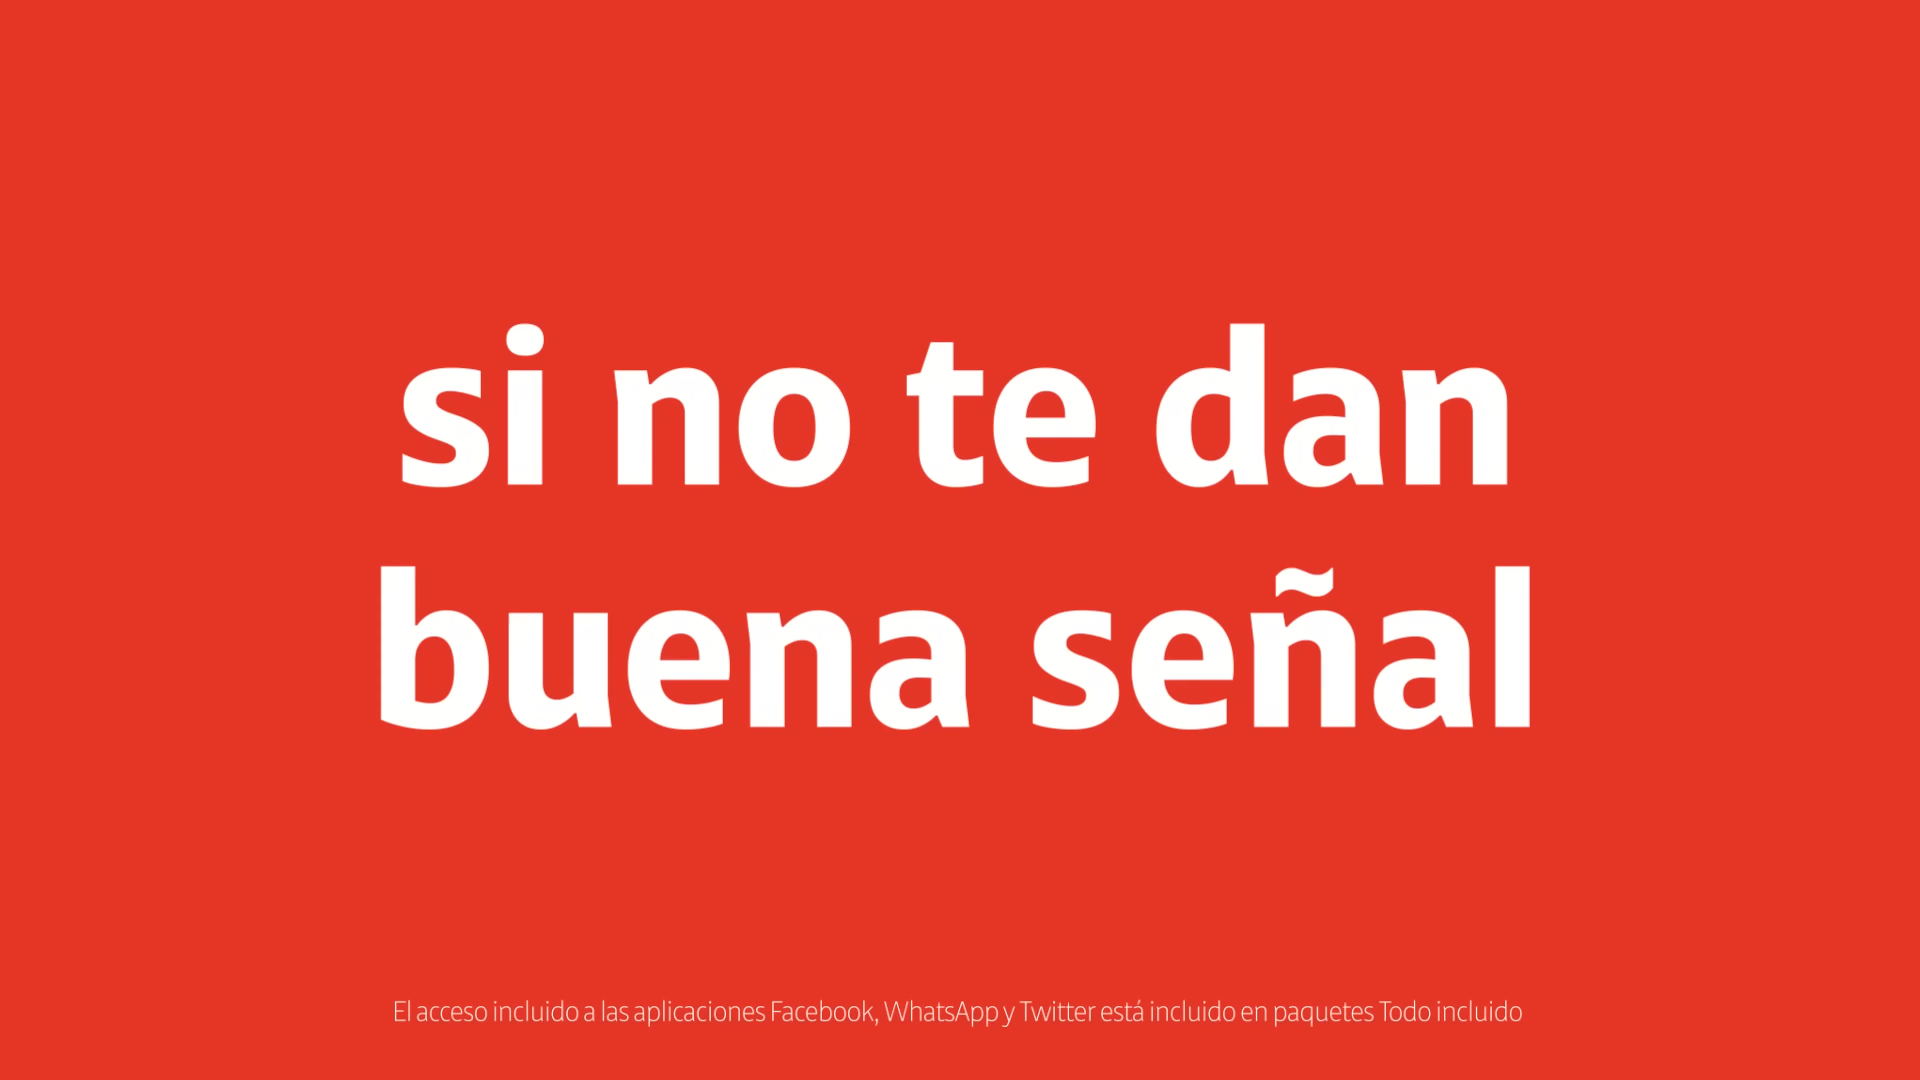 si no te dan
buena señal
El acceso incluido a las aplicaciones Facebook, WhatsApp y Twitter está incluido en paquetes Todo incluido